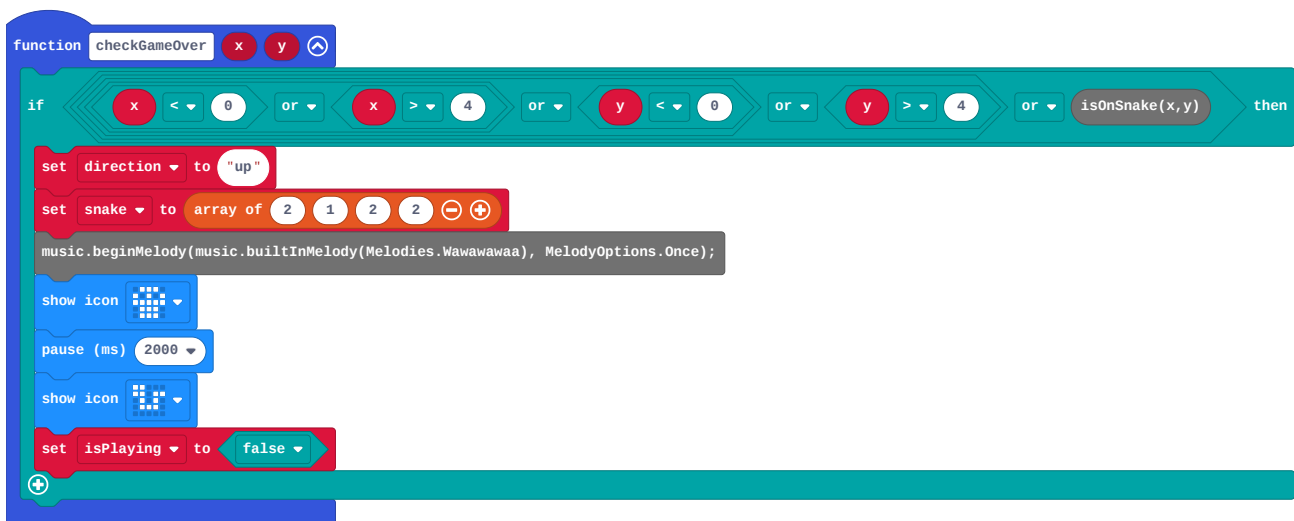 function checkGameOver x y
if x < 0 or x > 4 or y < 0 or y > 4 or isOnSnake(x,y) then
set direction to "up"
set snake to array of 2 1 2 2
music.beginMelody(music.builtInMelody(Melodies.Wawawawaa), MelodyOptions.Once);
show icon
pause (ms) 2000
show icon
set isPlaying to false